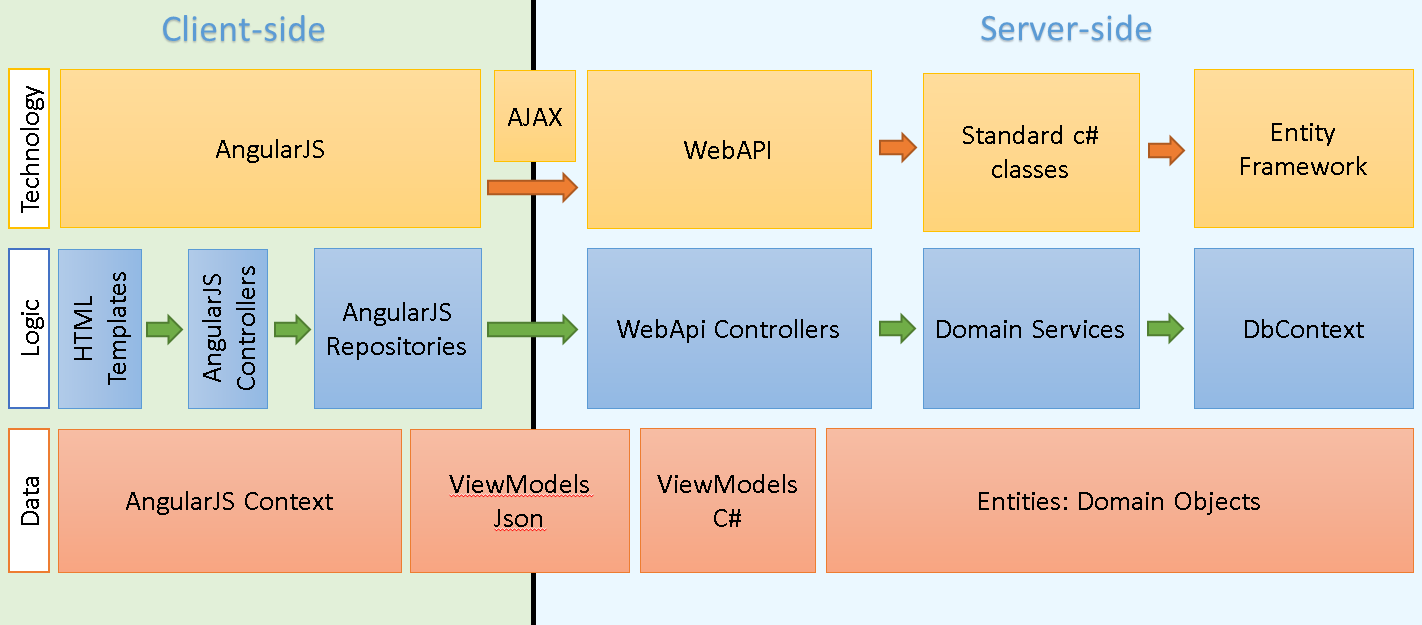 Client-side
Server-side
Technology
AngularJS
AJAX
WebAPI
Standard c#
classes
Entity
Framework
Logic
HTML
Templates
AngularJS
Controllers
AngularJS
Repositories
WebApi Controllers
Domain Services
DbContext
Data
AngularJS Context
ViewModels
Json
ViewModels
C#
Entities: Domain Objects